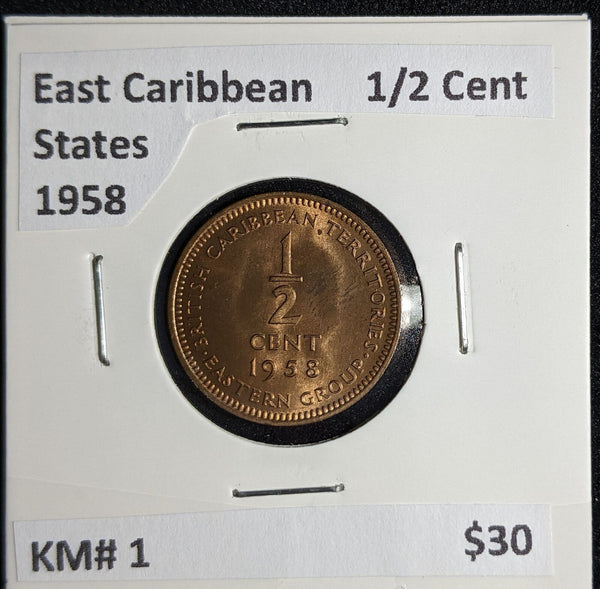 East Caribbean 1/2 Cent
States
1958
BRITISH CARIBBEAN TERRITORIES
1
2
CENT
1958
EASTERN GROUP
KM# 1 $30